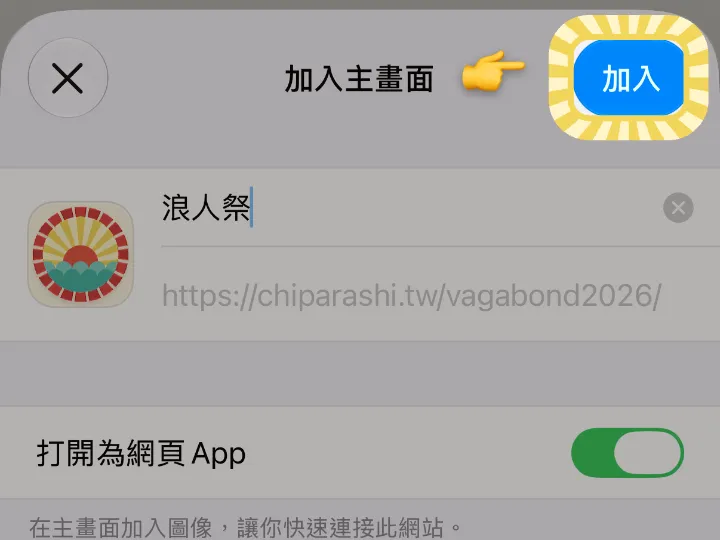 加入主畫面
加入
浪人祭
https://chiparashi.tw/vagabond2026/
打開為網頁 App
在主畫面加入圖像，讓你快速連接此網站。